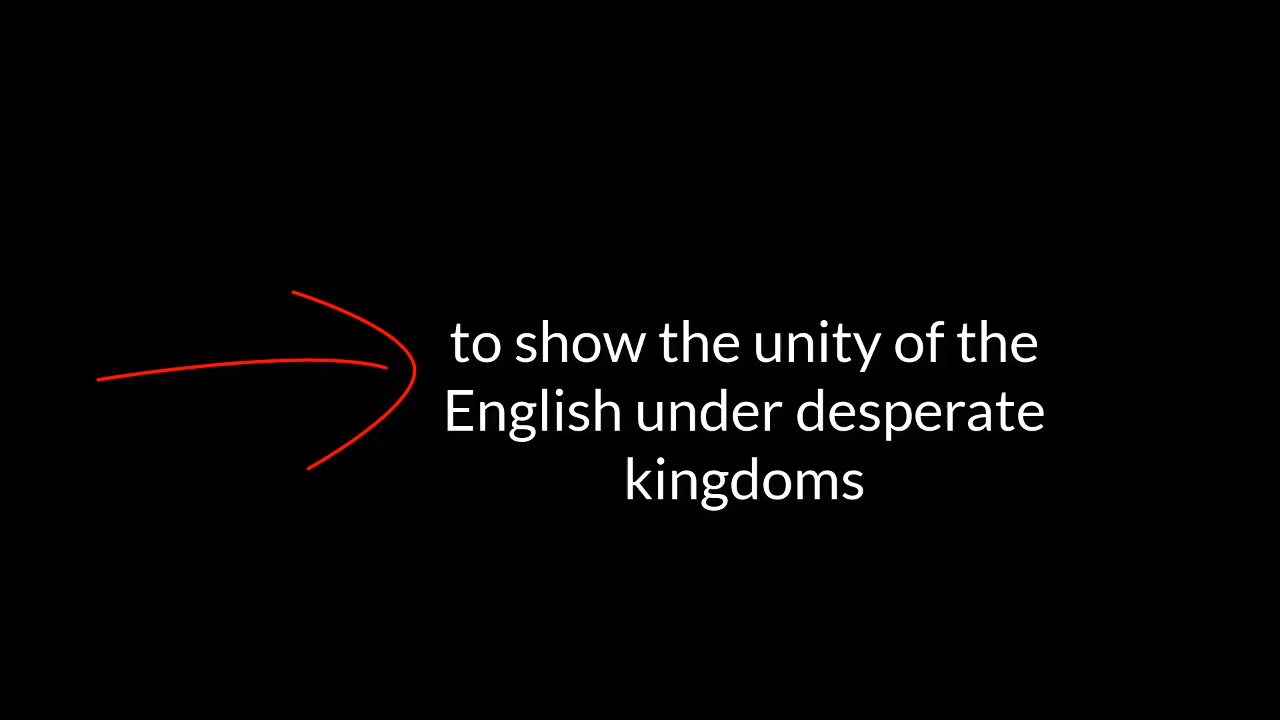 to show the unity of the
English under desperate
kingdoms